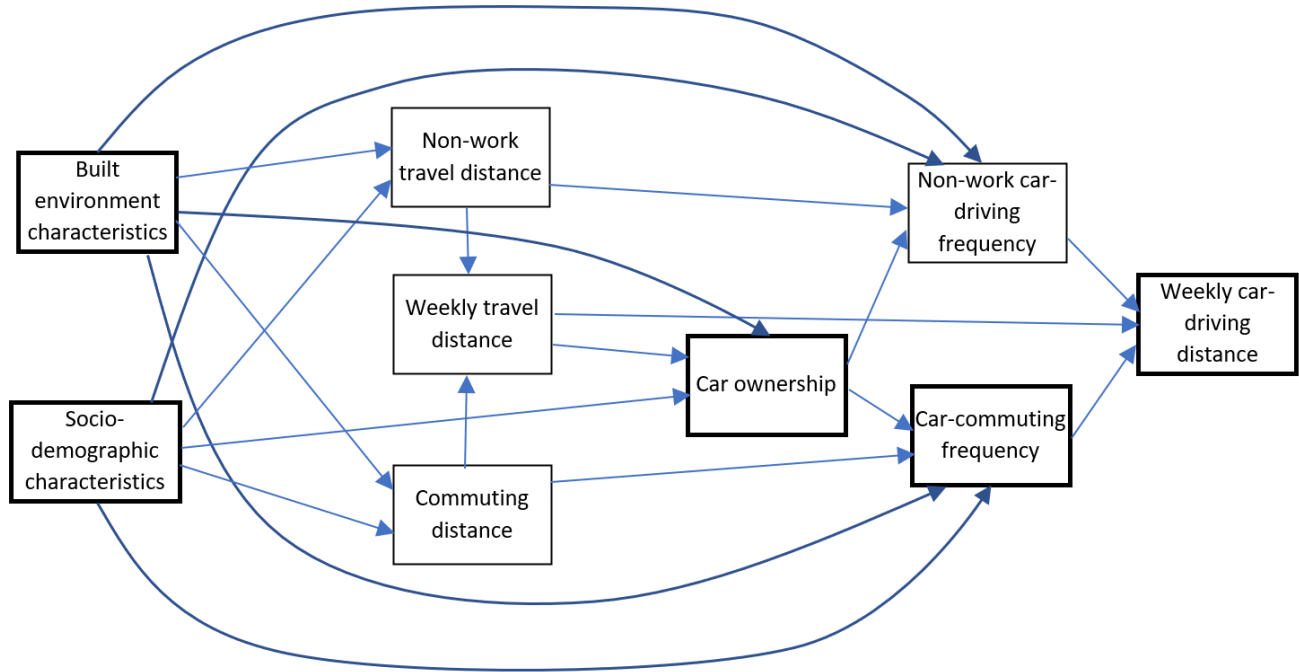 Built
environment
characteristics
Socio-
demographic
characteristics
Non-work
travel distance
Weekly travel
distance
Commuting
distance
Car ownership
Non-work car-
driving
frequency
Car-commuting
frequency
Weekly car-
driving
distance